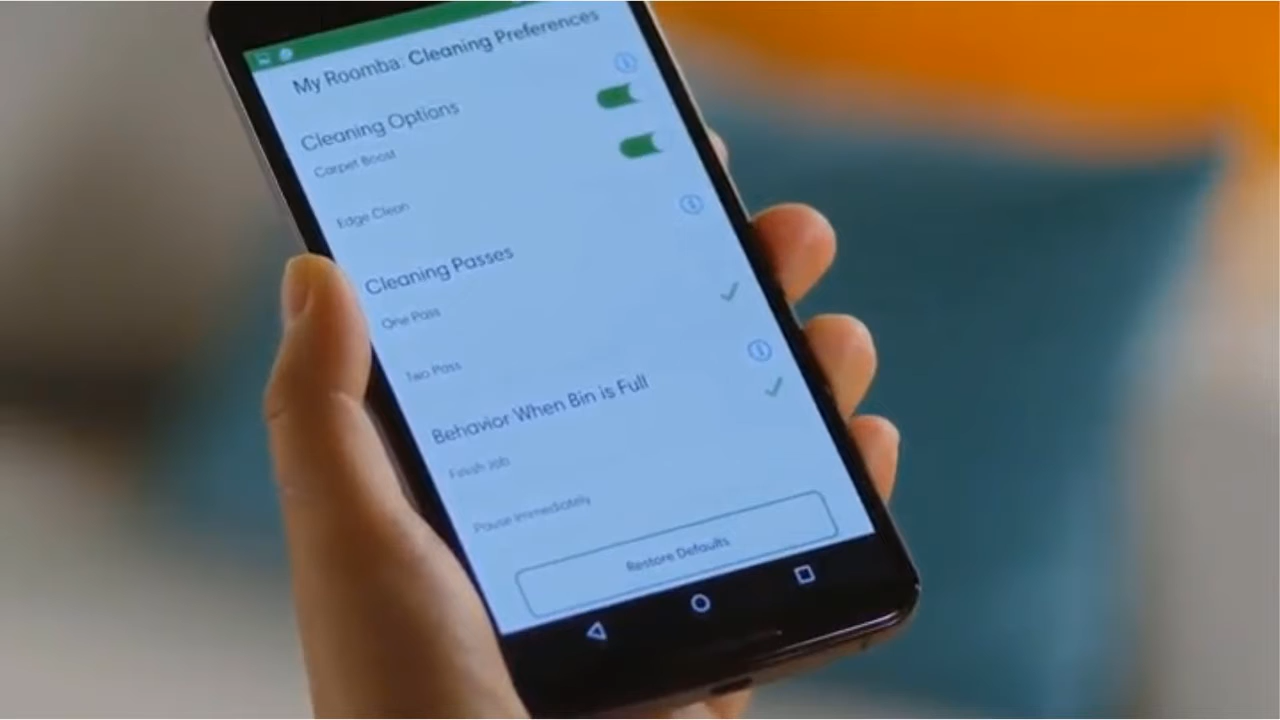 My Roomba: Cleaning Preferences
Cleaning Options
Carpet Boost
Edge Clean
Cleaning Passes
One Pass
Two Pass
Behavior When Bin is Full
Finish Job
Pause Immediately
Restore Defaults